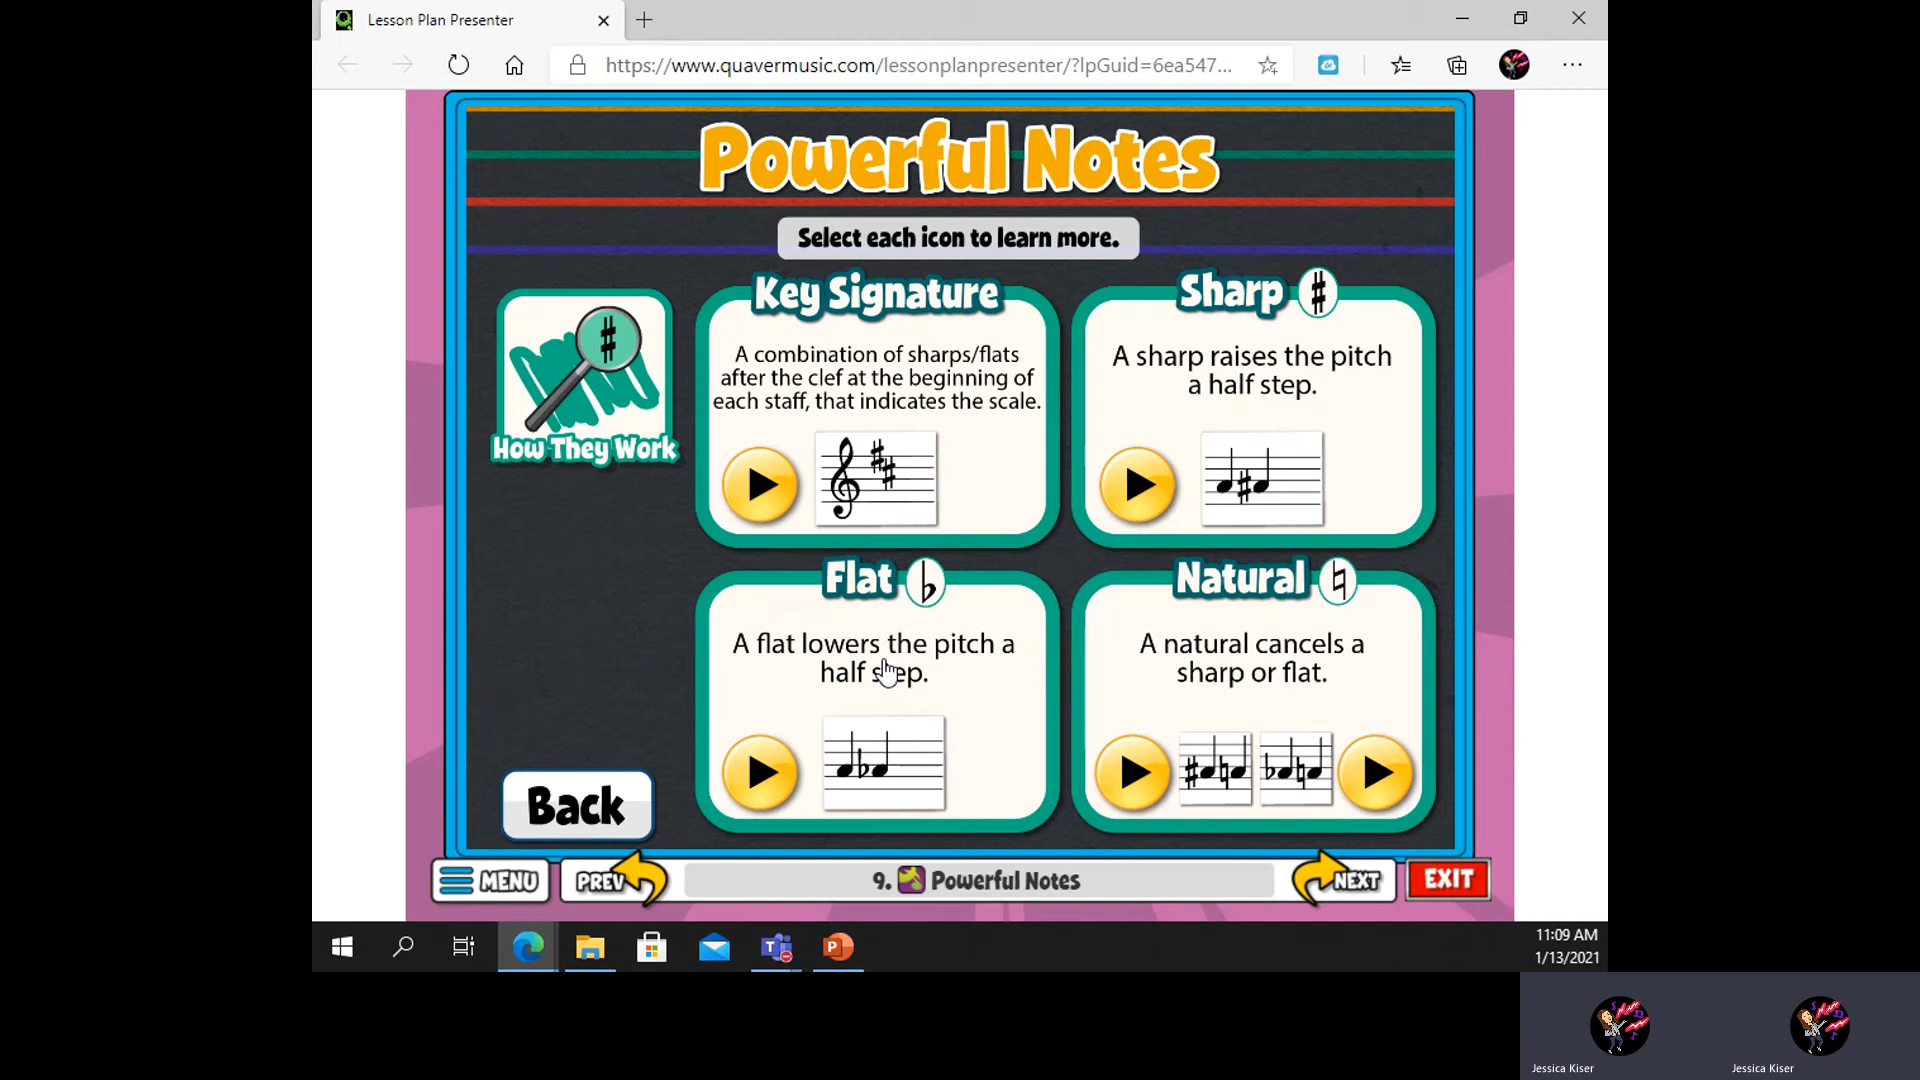 Lesson Plan Presenter
https://www.quavermusic.com/lessonplanpresenter/?lpGuid=6ea547...
Powerful Notes
Select each icon to learn more.
How They Work
Key Signature
A combination of sharps/flats
after the clef at the beginning of
each staff, that indicates the scale.
Sharp
A sharp raises the pitch
a half step.
Flat
A flat lowers the pitch a
half step.
Natural
A natural cancels a
sharp or flat.
Back
MENU
PREV
9. Powerful Notes
NEXT
EXIT
11:09 AM
1/13/2021
Jessica Kiser
Jessica Kiser